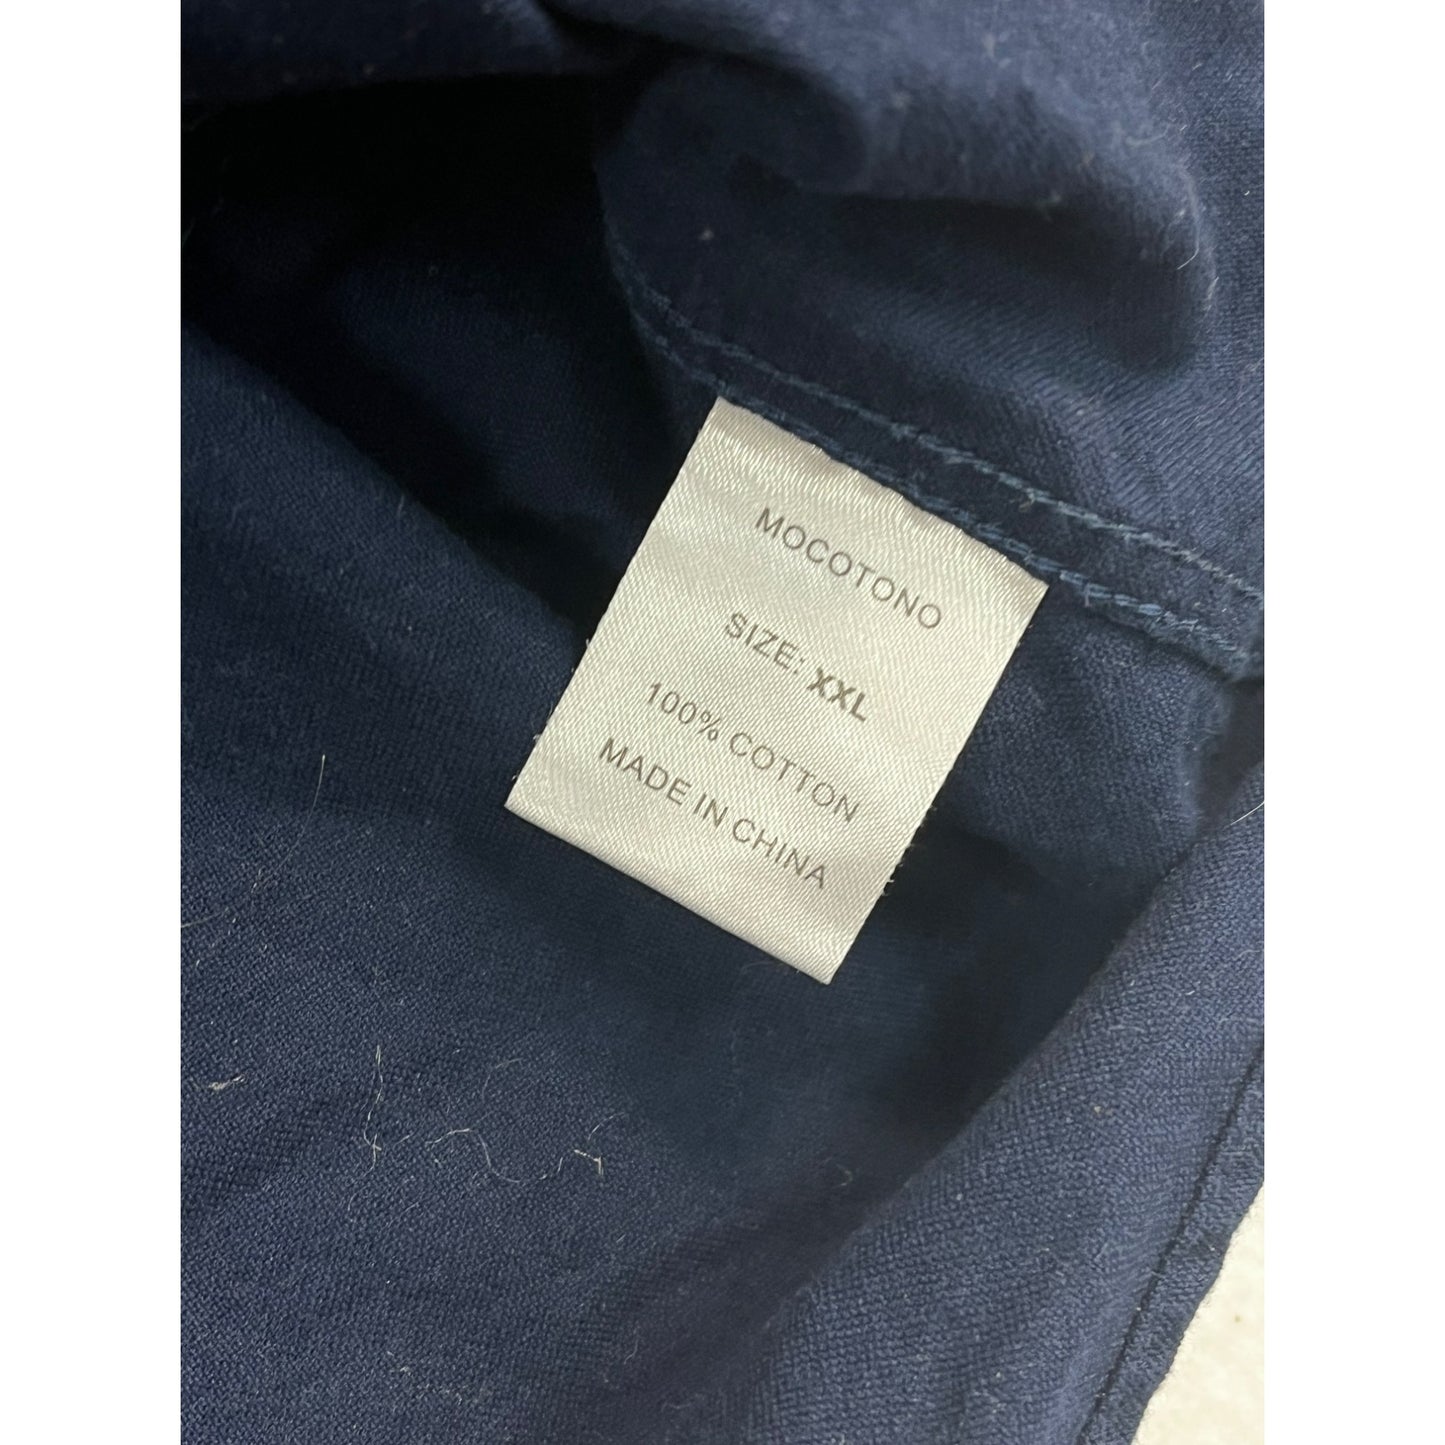 MOCOTONO
SIZE: XXL
100% COTTON
MADE IN CHINA